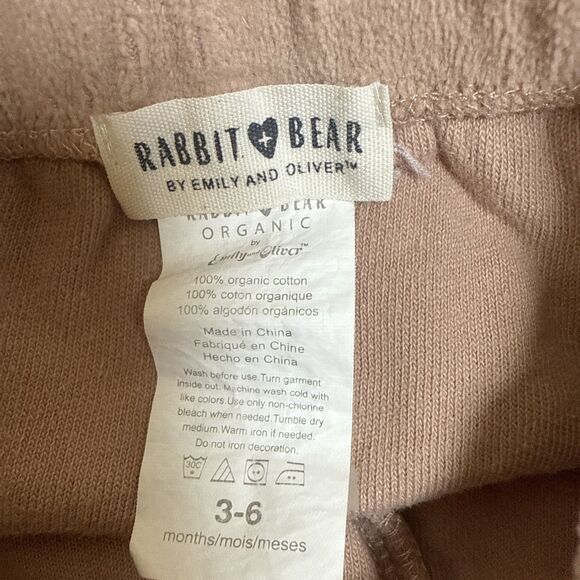 RABBIT BEAR
BY EMILY AND OLIVER™
RABBIT BEAR
ORGANIC
by
Emily and Oliver™
100% organic cotton
100% coton organique
100% algodón orgánicos
Made in China
Fabriqué en Chine
Hecho en China
Wash before use.Turn garment
inside out. Machine wash cold with
like colors.Use only non-chlorine
bleach when needed.Tumble dry
medium.Warm iron if needed.
Do not iron decoration.
30C
3-6
months/mois/meses